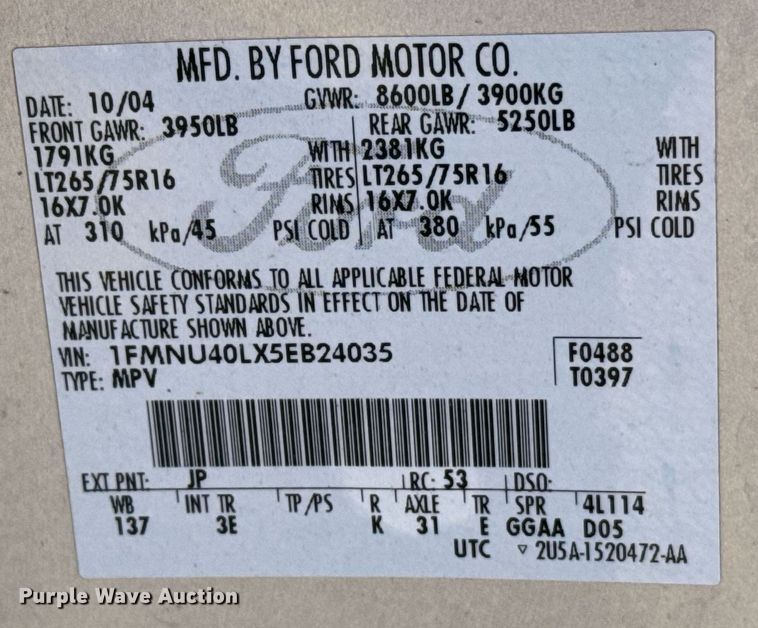 MFD. BY FORD MOTOR CO.
DATE: 10/04 GVWR: 8600LB/ 3900KG
FRONT GAWR: 3950LB REAR GAWR: 5250LB
1791KG WITH 2381KG WITH
LT265/75R16 TIRES LT265/75R16 TIRES
16X7.0K RIMS 16X7.0K RIMS
AT 310 kPa/45 PSI COLD AT 380 kPa/55 PSI COLD
Ford
THIS VEHICLE CONFORMS TO ALL APPLICABLE FEDERAL MOTOR
VEHICLE SAFETY STANDARDS IN EFFECT ON THE DATE OF
MANUFACTURE SHOWN ABOVE.
VIN: 1FMNU40LX5EB24035 F0488
TYPE: MPV T0397
EXT PNT: JP RC: 53 DSO:
WB INT TR TP/PS R AXLE TR SPR 4L114
137 3E K 31 E GGAA D05
UTC ▽ 2U5A-1520472-AA
Purple Wave Auction